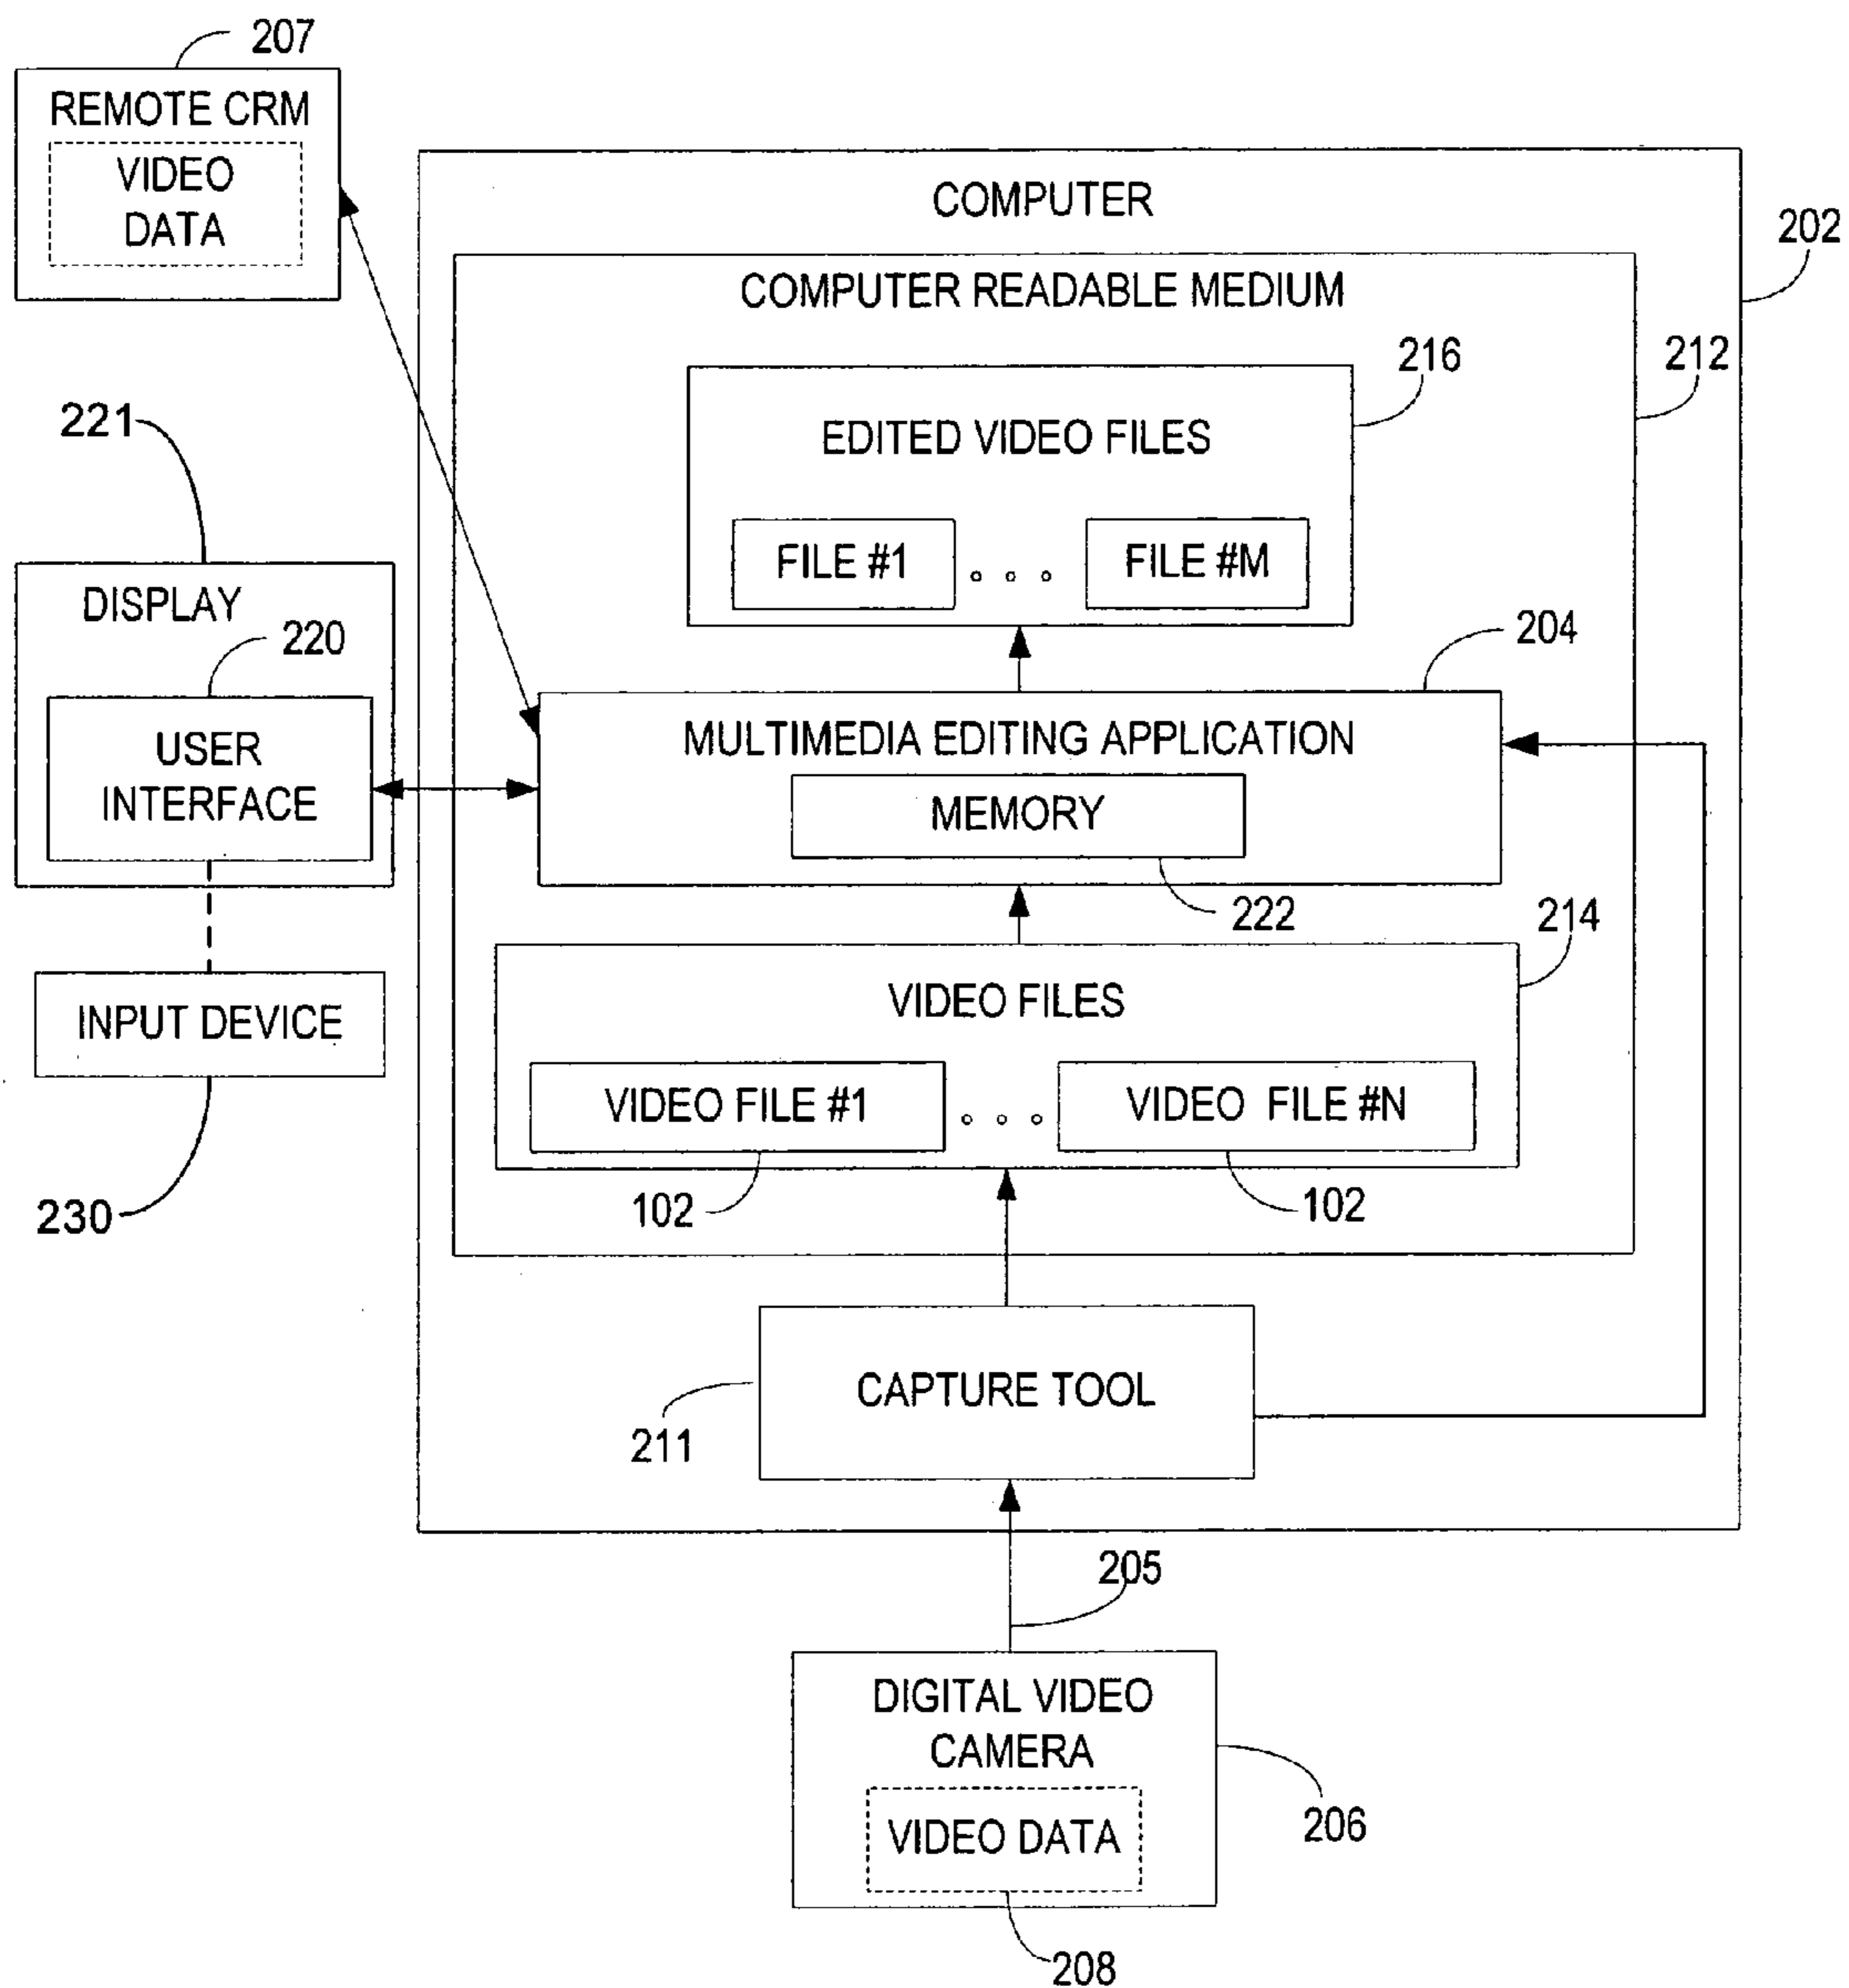 207
REMOTE CRM
VIDEO
DATA
COMPUTER
202
COMPUTER READABLE MEDIUM
212
216
EDITED VIDEO FILES
FILE #1
FILE #M
221
DISPLAY
220
USER
INTERFACE
204
MULTIMEDIA EDITING APPLICATION
MEMORY
222
214
INPUT DEVICE
230
VIDEO FILES
VIDEO FILE #1
VIDEO FILE #N
102
102
CAPTURE TOOL
211
205
DIGITAL VIDEO
CAMERA
206
VIDEO DATA
208